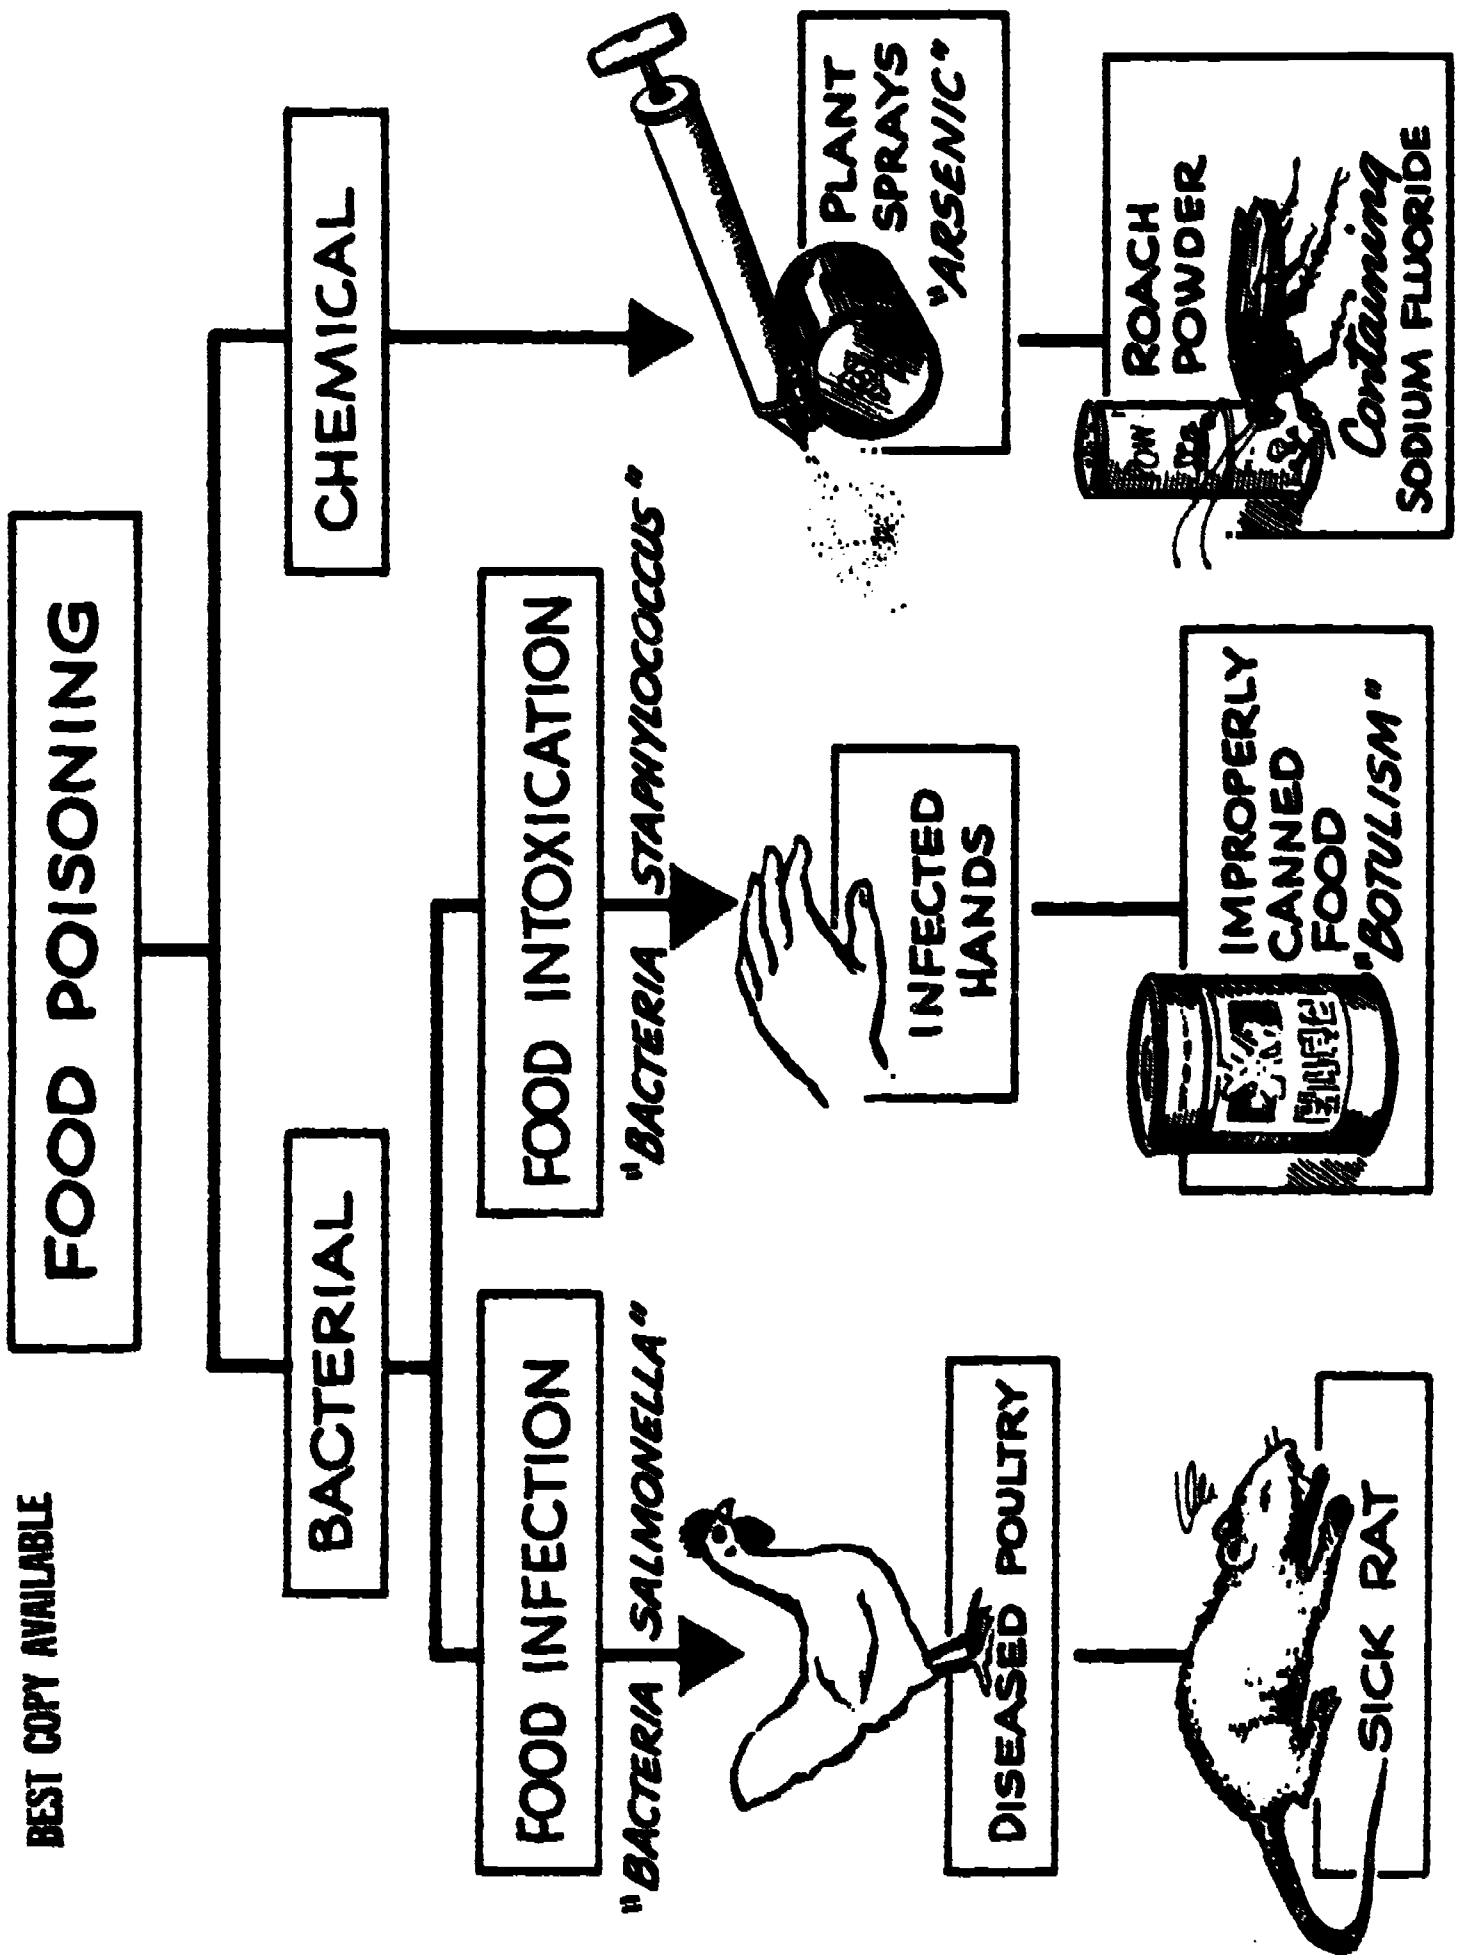 BEST COPY AVAILABLE
FOOD POISONING
BACTERIAL
CHEMICAL
FOOD INFECTION
FOOD INTOXICATION
"BACTERIA SALMONELLA"
"BACTERIA STAPHYLOCOCCUS"
DISEASED POULTRY
SICK RAT
INFECTED
HANDS
IMPROPERLY
CANNED
FOOD
"BOTULISM"
PLANT
SPRAYS
"ARSENIC"
ROACH
POWDER
Containing
SODIUM FLUORIDE